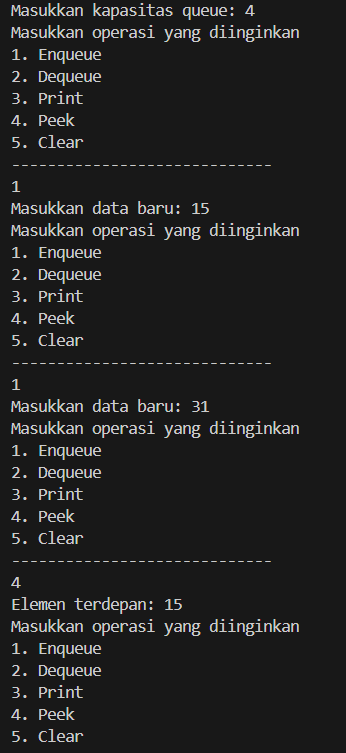 Masukkan kapasitas queue: 4
Masukkan operasi yang diinginkan
1. Enqueue
2. Dequeue
3. Print
4. Peek
5. Clear
-----------------------------
1
Masukkan data baru: 15
Masukkan operasi yang diinginkan
1. Enqueue
2. Dequeue
3. Print
4. Peek
5. Clear
-----------------------------
1
Masukkan data baru: 31
Masukkan operasi yang diinginkan
1. Enqueue
2. Dequeue
3. Print
4. Peek
5. Clear
-----------------------------
4
Elemen terdepan: 15
Masukkan operasi yang diinginkan
1. Enqueue
2. Dequeue
3. Print
4. Peek
5. Clear